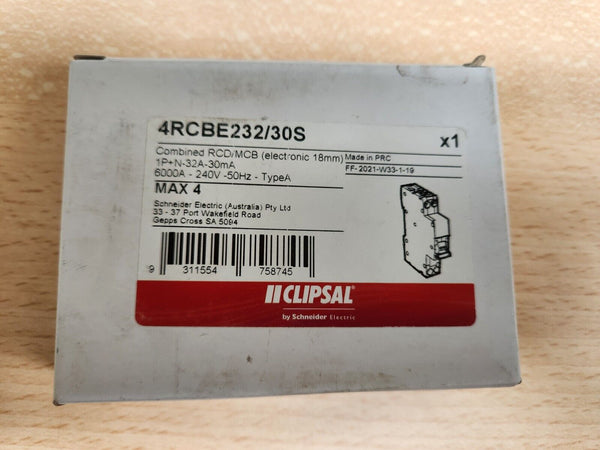 4RCBE232/30S
x1
Combined RCD/MCB (electronic 18mm)
Made in PRC
1P+N-32A-30mA
FF-2021-W33-1-19
6000A - 240V -50Hz - TypeA
MAX 4
Schneider Electric (Australia) Pty Ltd
33 - 37 Port Wakefield Road
Gepps Cross SA 5094
9 311554 758745
CLIPSAL
by Schneider Electric